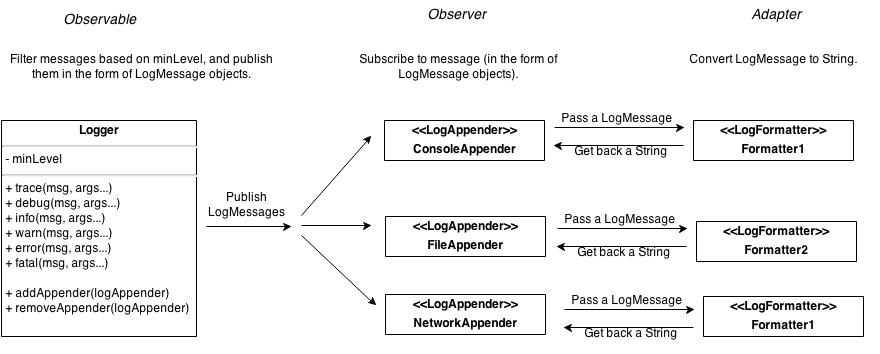 Observable
Observer
Adapter
Filter messages based on minLevel, and publish
them in the form of LogMessage objects.
Subscribe to message (in the form of
LogMessage objects).
Convert LogMessage to String.
Logger
- minLevel
+ trace(msg, args...)
+ debug(msg, args...)
+ info(msg, args...)
+ warn(msg, args...)
+ error(msg, args...)
+ fatal(msg, args...)
+ addAppender(logAppender)
+ removeAppender(logAppender)
Publish
LogMessages
<<LogAppender>>
ConsoleAppender
Pass a LogMessage
Get back a String
<<LogFormatter>>
Formatter1
<<LogAppender>>
FileAppender
Pass a LogMessage
Get back a String
<<LogFormatter>>
Formatter2
<<LogAppender>>
NetworkAppender
Pass a LogMessage
Get back a String
<<LogFormatter>>
Formatter1